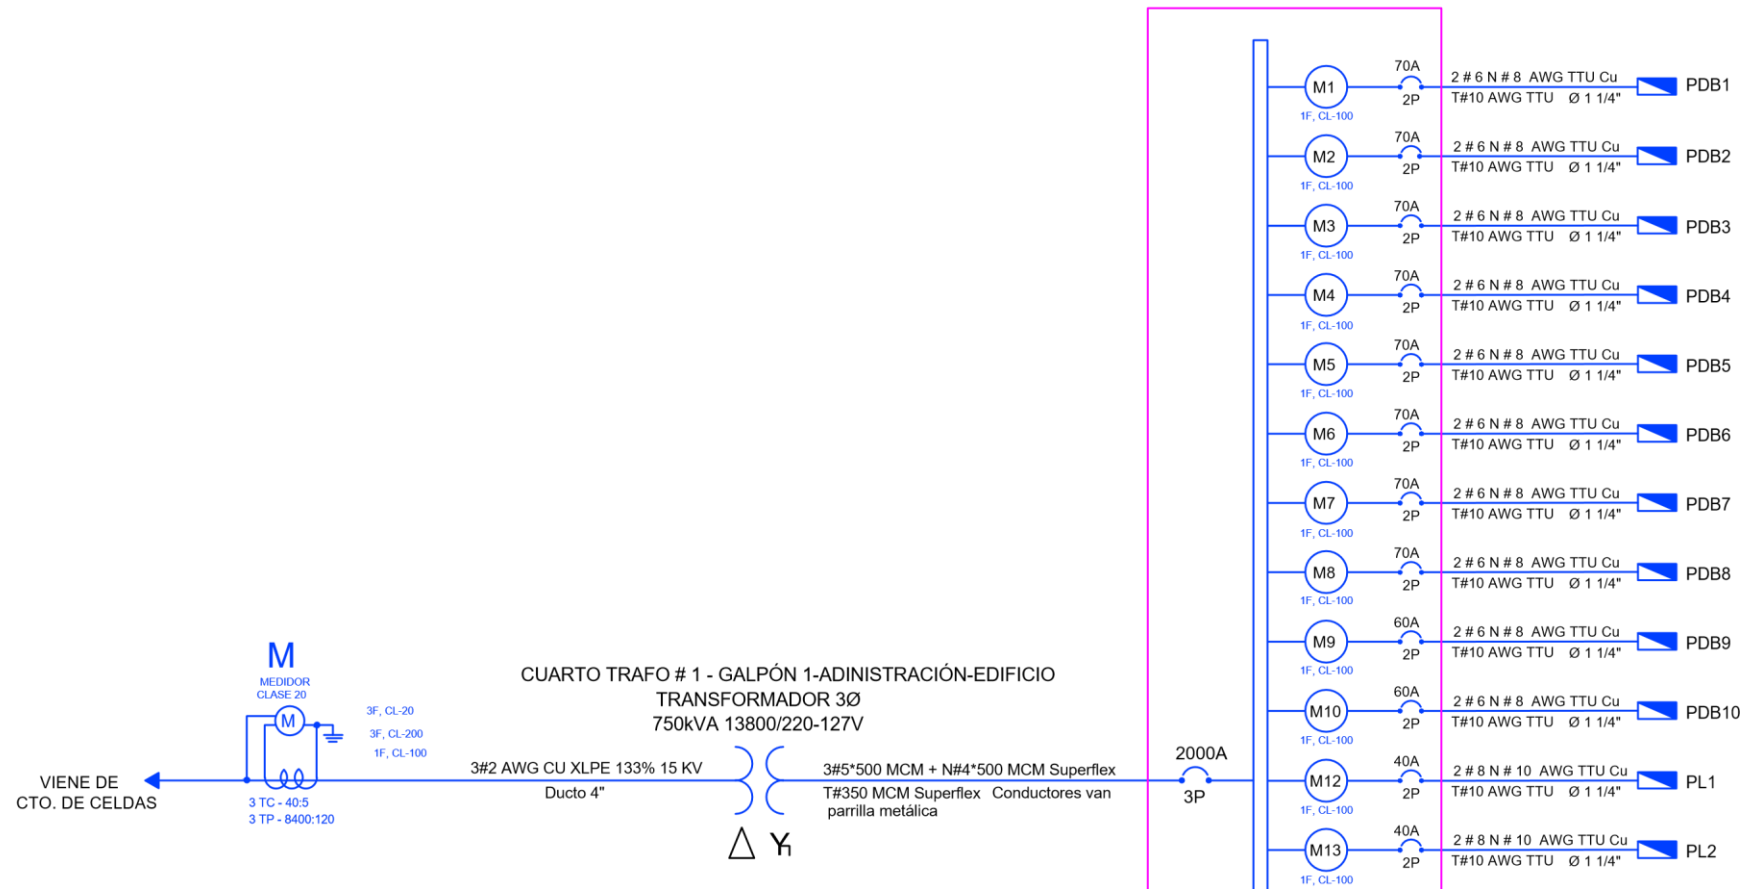 70A
M1
2P
1F, CL-100
2 # 6 N # 8 AWG TTU Cu
T#10 AWG TTU Ø 1 1/4"
PDB1
70A
M2
2P
1F, CL-100
2 # 6 N # 8 AWG TTU Cu
T#10 AWG TTU Ø 1 1/4"
PDB2
70A
M3
2P
1F, CL-100
2 # 6 N # 8 AWG TTU Cu
T#10 AWG TTU Ø 1 1/4"
PDB3
70A
M4
2P
1F, CL-100
2 # 6 N # 8 AWG TTU Cu
T#10 AWG TTU Ø 1 1/4"
PDB4
70A
M5
2P
1F, CL-100
2 # 6 N # 8 AWG TTU Cu
T#10 AWG TTU Ø 1 1/4"
PDB5
70A
M6
2P
1F, CL-100
2 # 6 N # 8 AWG TTU Cu
T#10 AWG TTU Ø 1 1/4"
PDB6
70A
M7
2P
1F, CL-100
2 # 6 N # 8 AWG TTU Cu
T#10 AWG TTU Ø 1 1/4"
PDB7
70A
M8
2P
1F, CL-100
2 # 6 N # 8 AWG TTU Cu
T#10 AWG TTU Ø 1 1/4"
PDB8
60A
M9
2P
1F, CL-100
2 # 6 N # 8 AWG TTU Cu
T#10 AWG TTU Ø 1 1/4"
PDB9
60A
M10
2P
1F, CL-100
2 # 6 N # 8 AWG TTU Cu
T#10 AWG TTU Ø 1 1/4"
PDB10
40A
M12
2P
1F, CL-100
2 # 8 N # 10 AWG TTU Cu
T#10 AWG TTU Ø 1 1/4"
PL1
40A
M13
2P
1F, CL-100
2 # 8 N # 10 AWG TTU Cu
T#10 AWG TTU Ø 1 1/4"
PL2
M
MEDIDOR
CLASE 20
M
3F, CL-20
3F, CL-200
1F, CL-100
VIENE DE
CTO. DE CELDAS
3 TC - 40:5
3 TP - 8400:120
CUARTO TRAFO # 1 - GALPÓN 1-ADINISTRACIÓN-EDIFICIO
TRANSFORMADOR 3Ø
750kVA 13800/220-127V
3#2 AWG CU XLPE 133% 15 KV
Ducto 4"
3#5*500 MCM + N#4*500 MCM Superflex
T#350 MCM Superflex Conductores van
parrilla metálica
2000A
3P